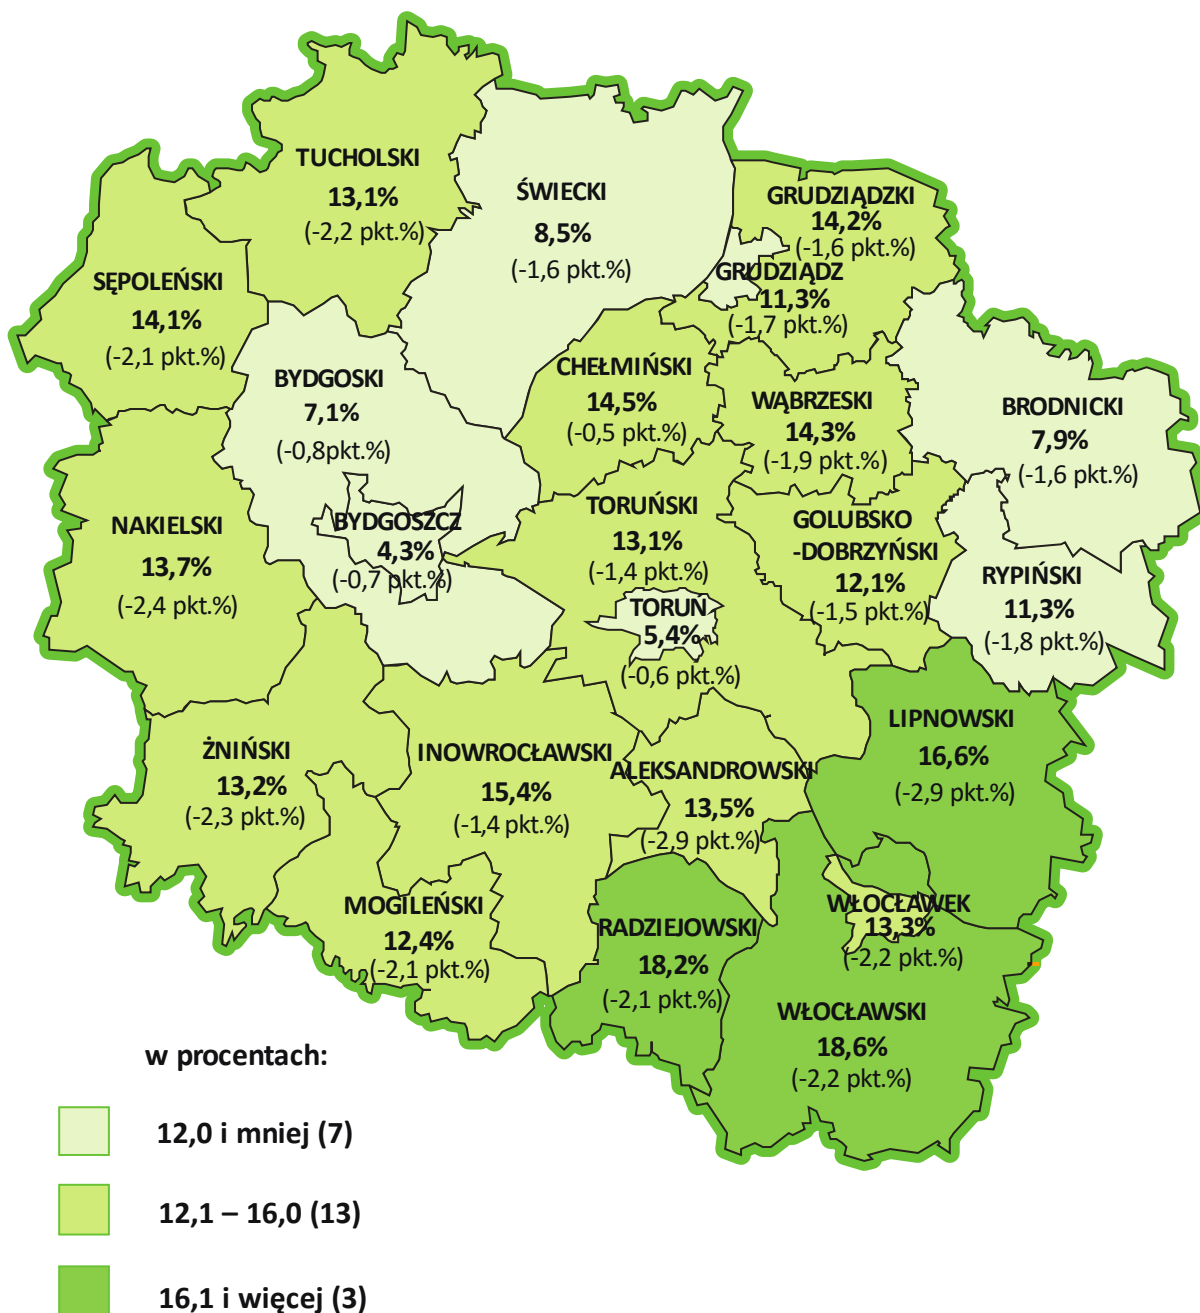 TUCHOLSKI
13,1%
(-2,2 pkt.%)
ŚWIECKI
8,5%
(-1,6 pkt.%)
GRUDZIĄDZKI
14,2%
(-1,6 pkt.%)
GRUDZIĄDZ
11,3%
(-1,7 pkt.%)
SĘPOLEŃSKI
14,1%
(-2,1 pkt.%)
BYDGOSKI
7,1%
(-0,8pkt.%)
CHEŁMIŃSKI
14,5%
(-0,5 pkt.%)
WĄBRZESKI
14,3%
(-1,9 pkt.%)
BRODNICKI
7,9%
(-1,6 pkt.%)
NAKIELSKI
13,7%
(-2,4 pkt.%)
BYDGOSZCZ
4,3%
(-0,7 pkt.%)
TORUŃSKI
13,1%
(-1,4 pkt.%)
GOLUBSKO
-DOBRZYŃSKI
12,1%
(-1,5 pkt.%)
RYPIŃSKI
11,3%
(-1,8 pkt.%)
TORUŃ
5,4%
(-0,6 pkt.%)
LIPNOWSKI
16,6%
(-2,9 pkt.%)
ŻNIŃSKI
13,2%
(-2,3 pkt.%)
INOWROCŁAWSKI
15,4%
(-1,4 pkt.%)
ALEKSANDROWSKI
13,5%
(-2,9 pkt.%)
MOGILEŃSKI
12,4%
(-2,1 pkt.%)
RADZIEJOWSKI
18,2%
(-2,1 pkt.%)
WŁOCŁAWEK
13,3%
(-2,2 pkt.%)
WŁOCŁAWSKI
18,6%
(-2,2 pkt.%)
w procentach:
12,0 i mniej (7)
12,1 – 16,0 (13)
16,1 i więcej (3)